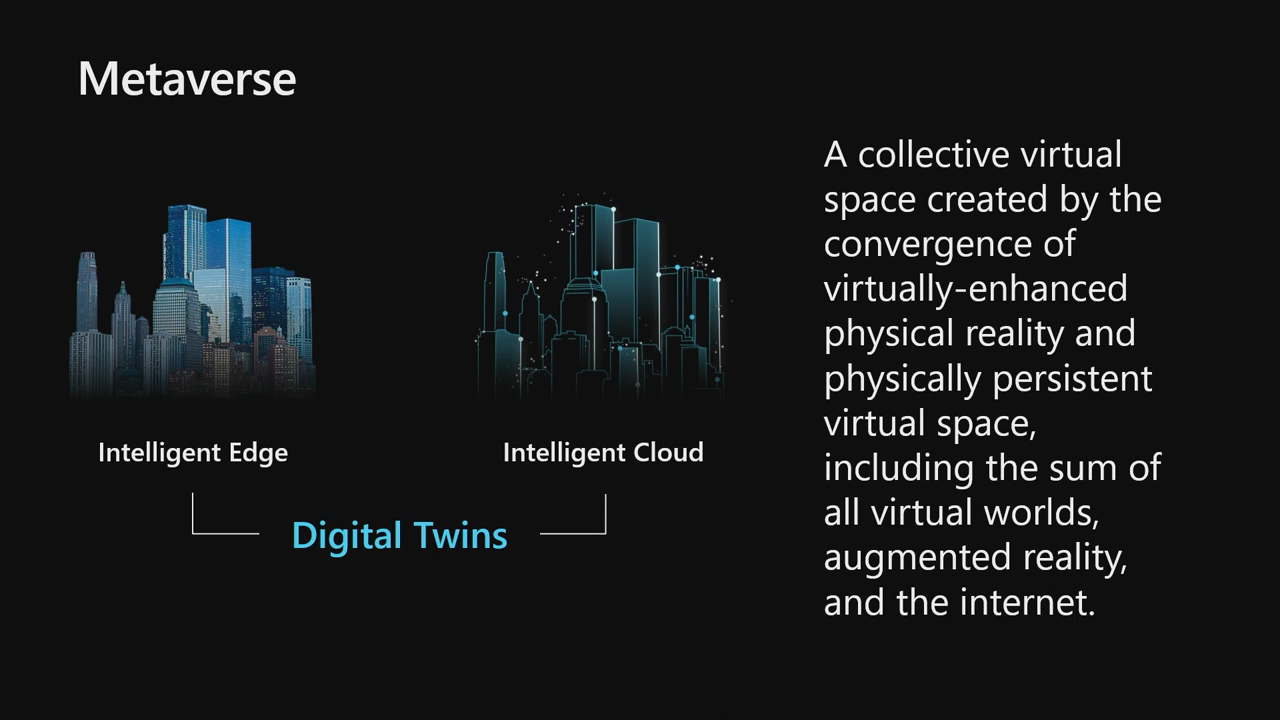 Metaverse
Intelligent Edge
Intelligent Cloud
Digital Twins
A collective virtual
space created by the
convergence of
virtually-enhanced
physical reality and
physically persistent
virtual space,
including the sum of
all virtual worlds,
augmented reality,
and the internet.